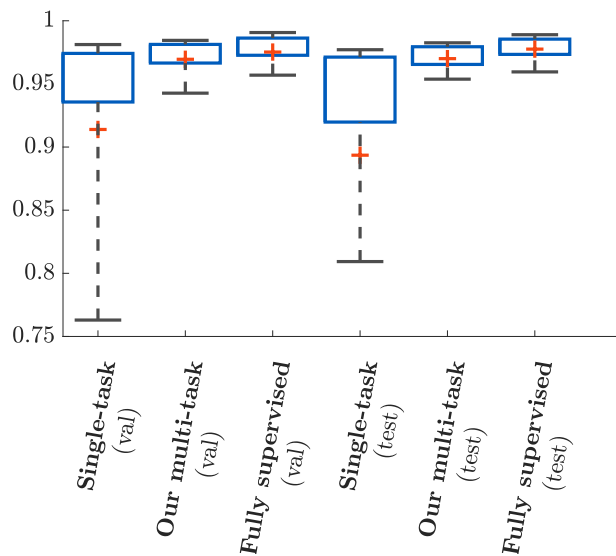 1
0.95
0.9
0.85
0.8
0.75
Single-task
(val)
Our multi-task
(val)
Fully supervised
(val)
Single-task
(test)
Our multi-task
(test)
Fully supervised
(test)